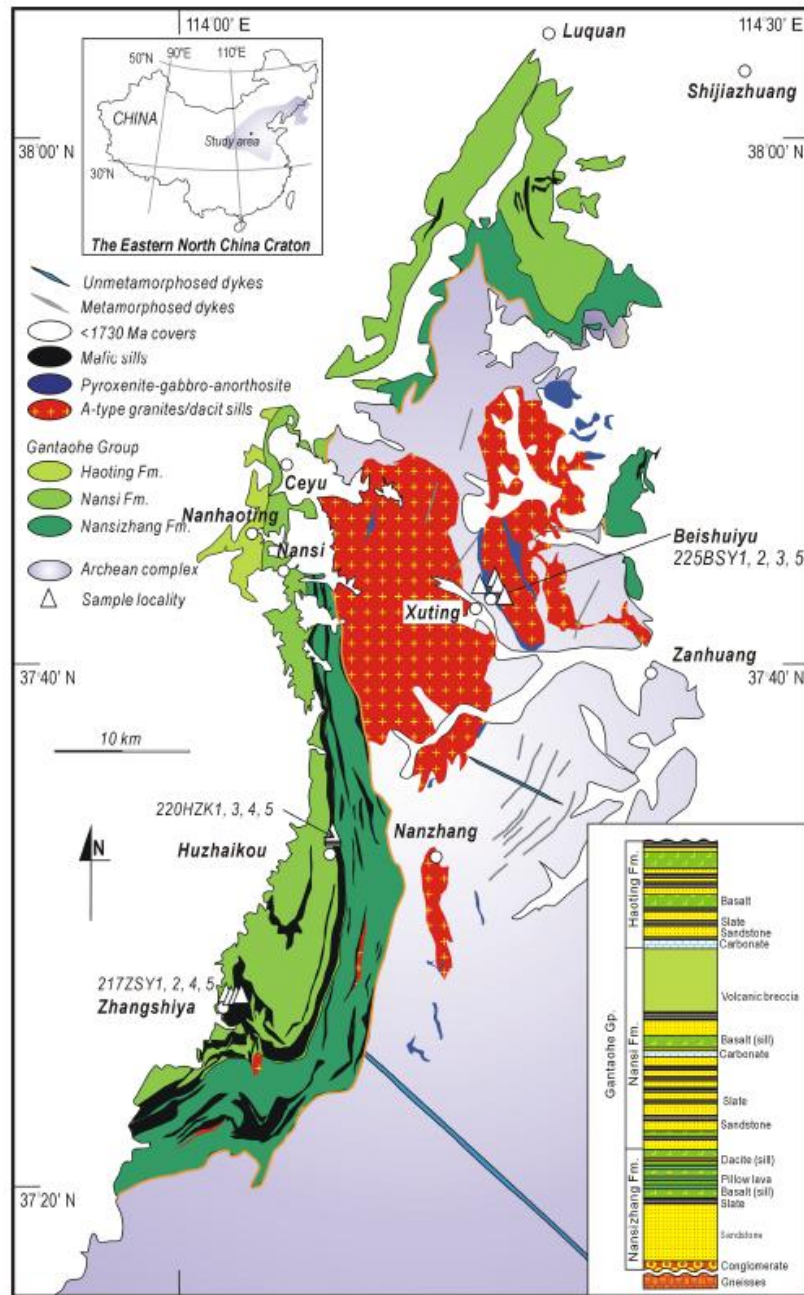 114°00' E
114°30' E
Luquan
Shijiazhuang
50°N
90°E
110°E
CHINA
Study area
30°N
The Eastern North China Craton
38°00' N
38°00' N
Unmetamorphosed dykes
Metamorphosed dykes
<1730 Ma covers
Mafic sills
Pyroxenite-gabbro-anorthosite
A-type granites/dacit sills
Gantaohe Group
Haoting Fm.
Nansi Fm.
Nansizhang Fm.
Archean complex
Sample locality
Ceyu
Nanhaoting
Nansi
Beishuiyu
225BSY1, 2, 3, 5
Xuting
Zanhuang
37°40' N
37°40' N
10 km
220HZK1, 3, 4, 5
N
Huzhaikou
Nanzhang
217ZSY1, 2, 4, 5
Zhangshiya
37°20' N
Gantaohe Gp.
Haoting Fm.
Nansi Fm.
Nansizhang Fm.
Basalt
Slate
Sandstone
Carbonate
Volcanic breccia
Basalt (sill)
Carbonate
Slate
Sandstone
Dacite (sill)
Pillow lava
Basalt (sill)
Slate
Sandstone
Conglomerate
Gneisses